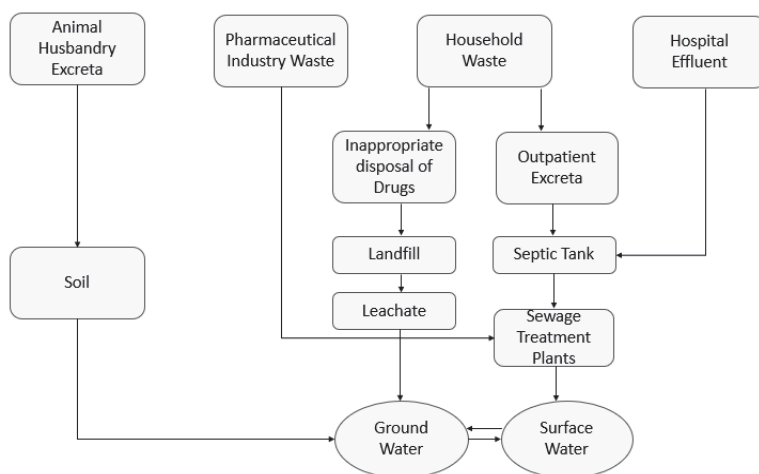 Animal
Husbandry
Excreta
Pharmaceutical
Industry Waste
Household
Waste
Hospital
Effluent
Inappropriate
disposal of
Drugs
Outpatient
Excreta
Landfill
Septic Tank
Soil
Leachate
Sewage
Treatment
Plants
Ground
Water
Surface
Water